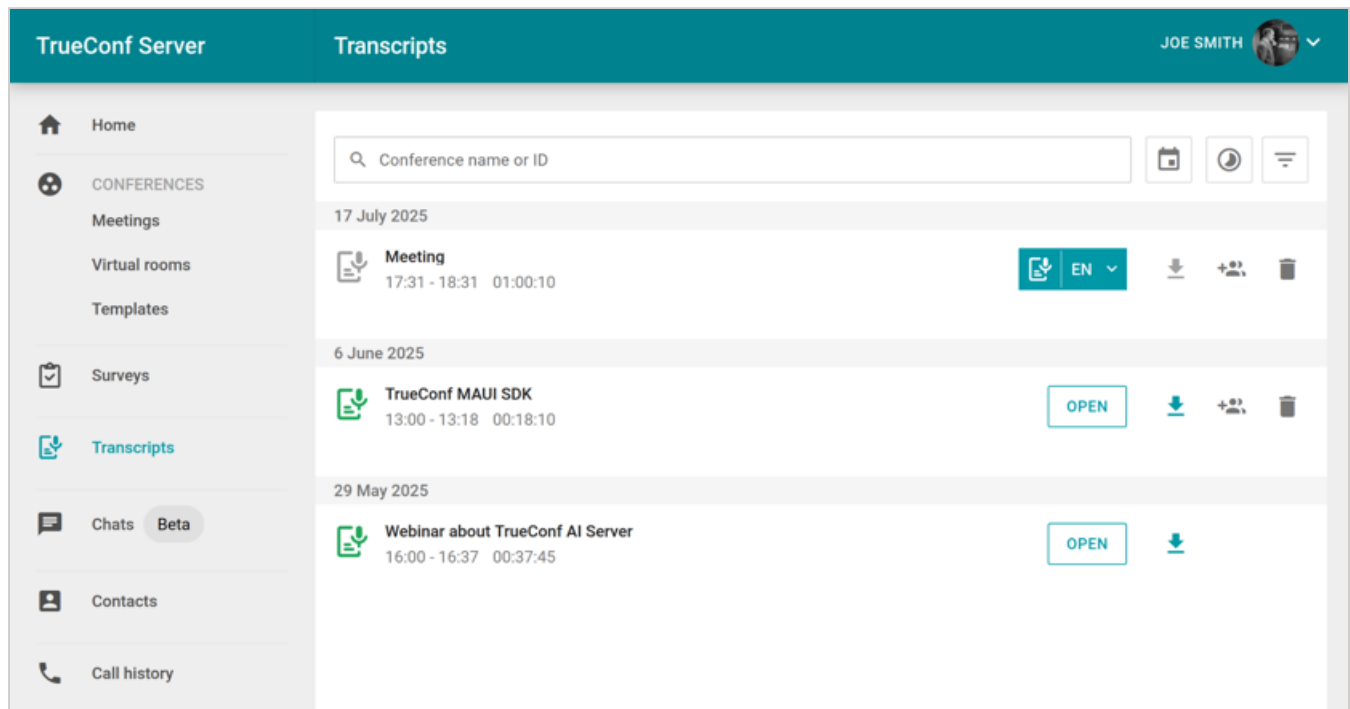 TrueConf Server
Transcripts
JOE SMITH
Home
CONFERENCES
Meetings
Virtual rooms
Templates
Surveys
Transcripts
Chats Beta
Contacts
Call history
Conference name or ID
17 July 2025
Meeting
17:31 - 18:31 01:00:10
EN
6 June 2025
TrueConf MAUI SDK
13:00 - 13:18 00:18:10
OPEN
29 May 2025
Webinar about TrueConf AI Server
16:00 - 16:37 00:37:45
OPEN